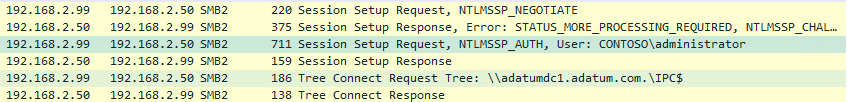 192.168.2.99 192.168.2.50 SMB2 220 Session Setup Request, NTLMSSP_NEGOTIATE
192.168.2.50 192.168.2.99 SMB2 375 Session Setup Response, Error: STATUS_MORE_PROCESSING_REQUIRED, NTLMSSP_CHAL…
192.168.2.99 192.168.2.50 SMB2 711 Session Setup Request, NTLMSSP_AUTH, User: CONTOSO\administrator
192.168.2.50 192.168.2.99 SMB2 159 Session Setup Response
192.168.2.99 192.168.2.50 SMB2 186 Tree Connect Request Tree: \\adatumdc1.adatum.com.\IPC$
192.168.2.50 192.168.2.99 SMB2 138 Tree Connect Response